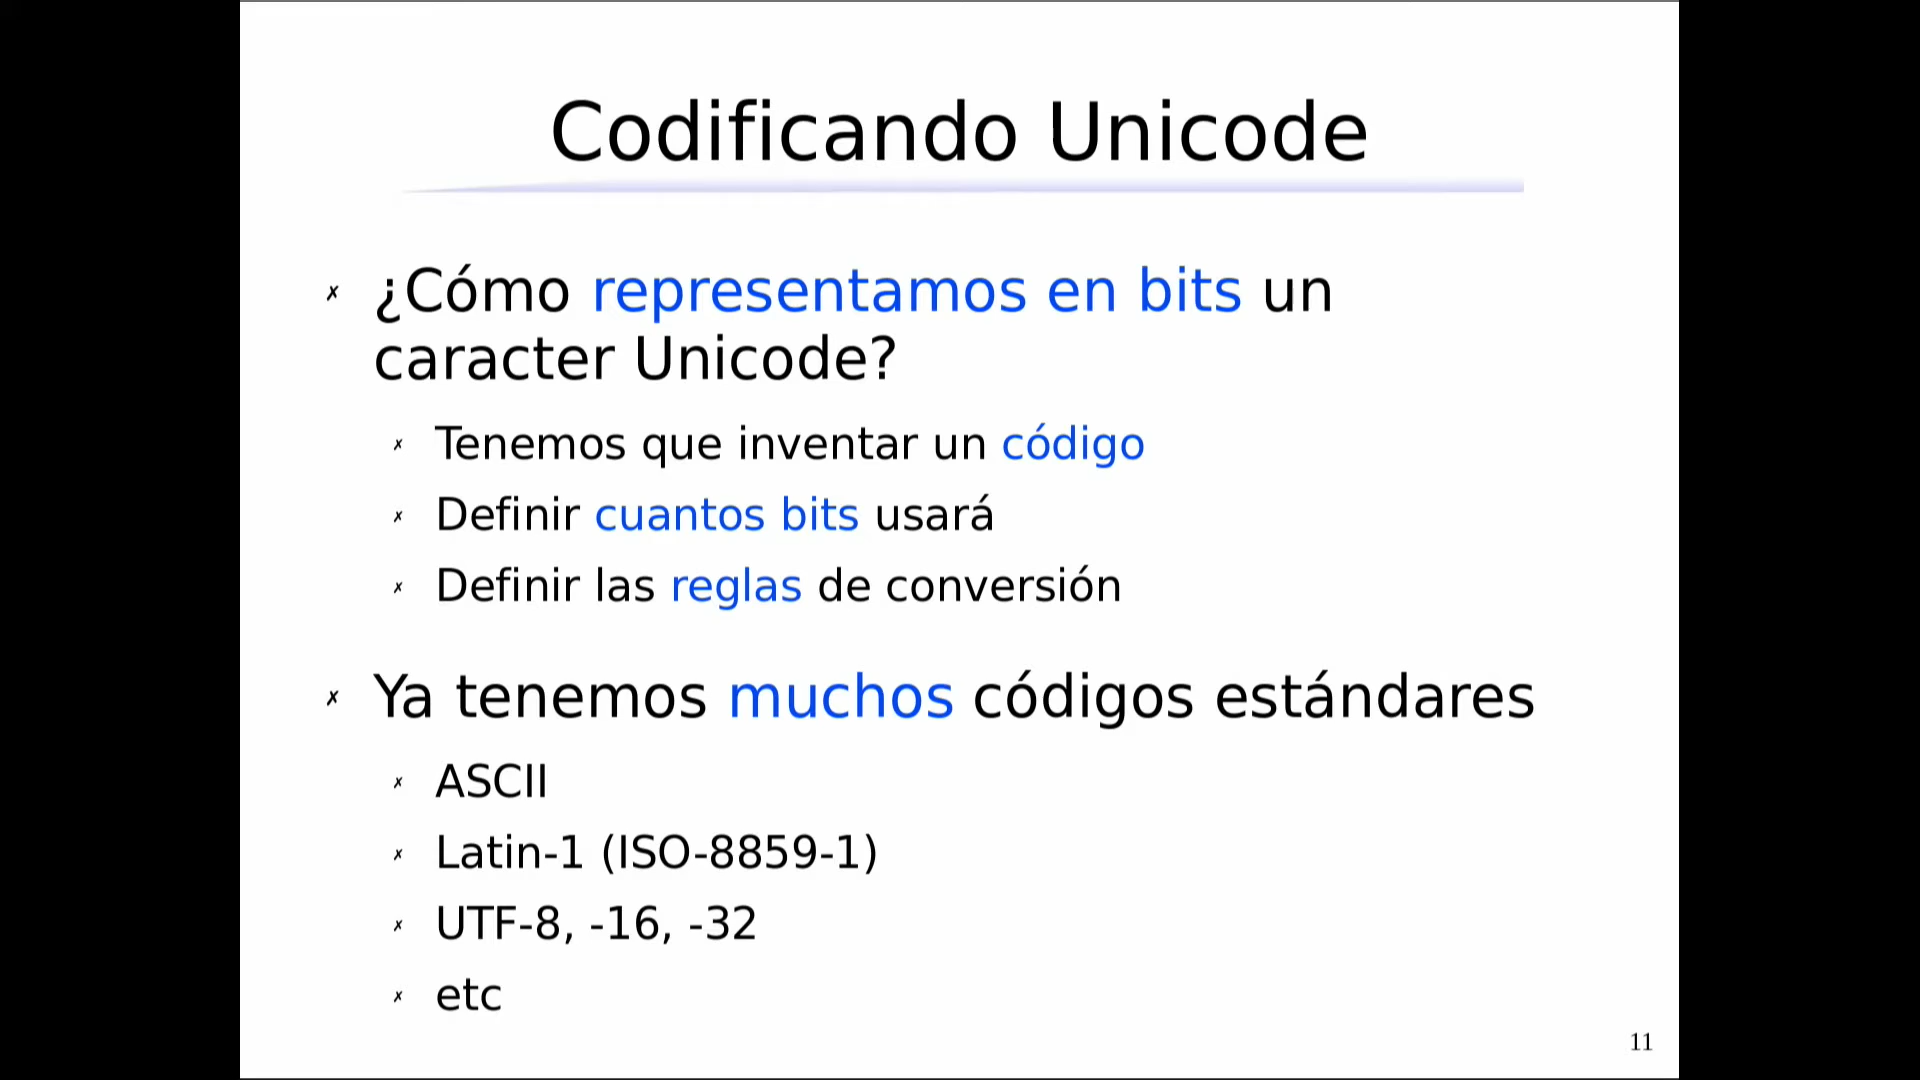 Codificando Unicode
✗ ¿Cómo representamos en bits un
caracter Unicode?
✗ Tenemos que inventar un código
✗ Definir cuantos bits usará
✗ Definir las reglas de conversión
✗ Ya tenemos muchos códigos estándares
✗ ASCII
✗ Latin-1 (ISO-8859-1)
✗ UTF-8, -16, -32
✗ etc
11